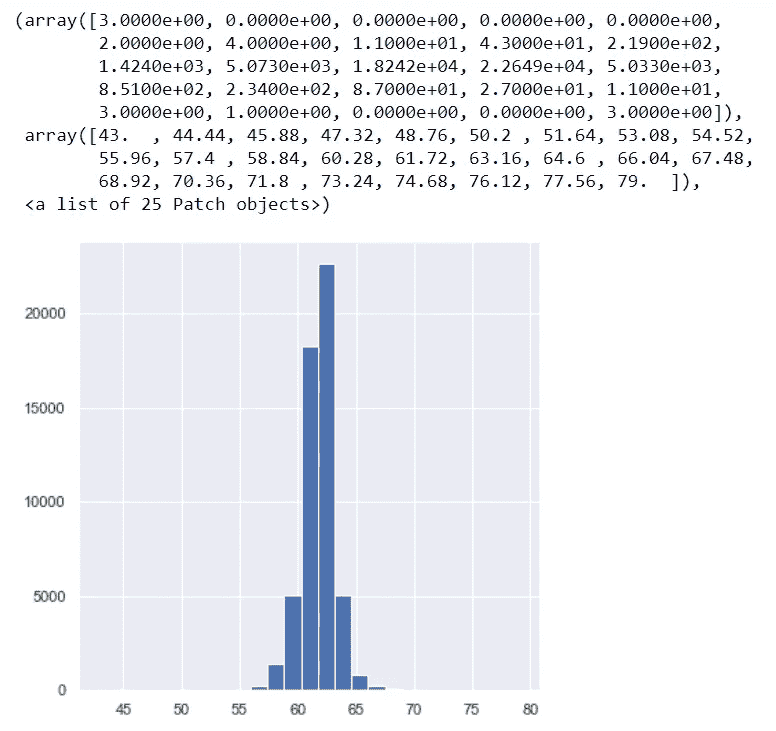 (array([3.0000e+00, 0.0000e+00, 0.0000e+00, 0.0000e+00, 0.0000e+00,
2.0000e+00, 4.0000e+00, 1.1000e+01, 4.3000e+01, 2.1900e+02,
1.4240e+03, 5.0730e+03, 1.8242e+04, 2.2649e+04, 5.0330e+03,
8.5100e+02, 2.3400e+02, 8.7000e+01, 2.7000e+01, 1.1000e+01,
3.0000e+00, 1.0000e+00, 0.0000e+00, 0.0000e+00, 3.0000e+00]),
array([43.  , 44.44, 45.88, 47.32, 48.76, 50.2 , 51.64, 53.08, 54.52,
55.96, 57.4 , 58.84, 60.28, 61.72, 63.16, 64.6 , 66.04, 67.48,
68.92, 70.36, 71.8 , 73.24, 74.68, 76.12, 77.56, 79.  ]),
<a list of 25 Patch objects>)
20000
15000
10000
5000
0
45 50 55 60 65 70 75 80